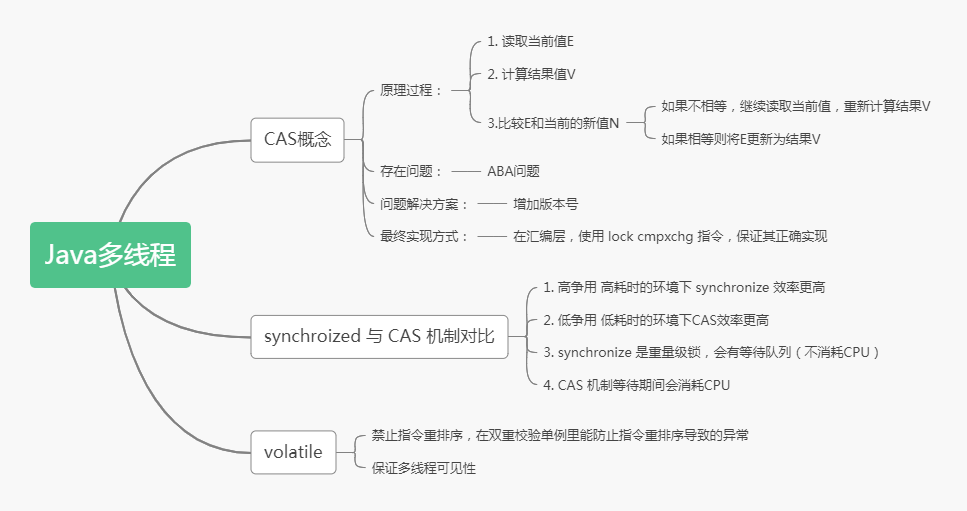 Java多线程
CAS概念
原理过程：
1. 读取当前值E
2. 计算结果值V
3.比较E和当前的新值N
如果不相等，继续读取当前值，重新计算结果V
如果相等则将E更新为结果V
存在问题：
ABA问题
问题解决方案：
增加版本号
最终实现方式：
在汇编层，使用 lock cmpxchg 指令，保证其正确实现
synchroized 与 CAS 机制对比
1. 高争用 高耗时的环境下 synchronize 效率更高
2. 低争用 低耗时的环境下CAS效率更高
3. synchronize 是重量级锁，会有等待队列（不消耗CPU）
4. CAS 机制等待期间会消耗CPU
volatile
禁止指令重排序，在双重校验单例里能防止指令重排序导致的异常
保证多线程可见性